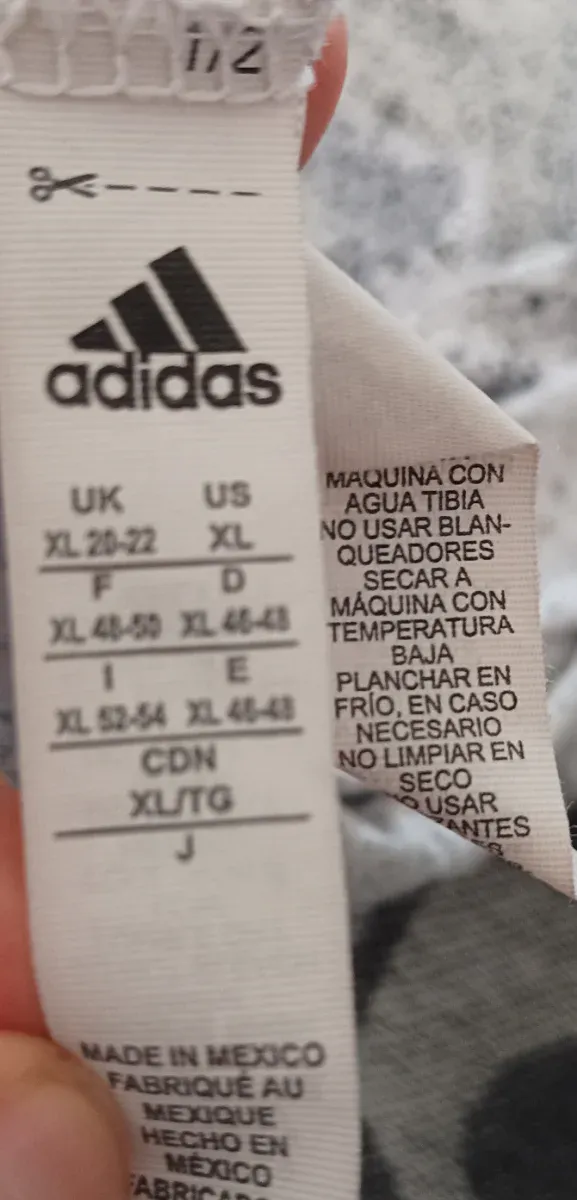 1/2
adidas
UK US
XL 20-22 XL
F D
XL 48-50 XL 46-48
I E
XL 52-54 XL 46-48
CDN
XL/TG
J
MADE IN MEXICO
FABRIQUÉ AU
MEXIQUE
HECHO EN
MÉXICO
MÁQUINA CON
AGUA TIBIA
NO USAR BLAN-
QUEADORES
SECAR A
MÁQUINA CON
TEMPERATURA
BAJA
PLANCHAR EN
FRÍO, EN CASO
NECESARIO
NO LIMPIAR EN
SECO
USAR